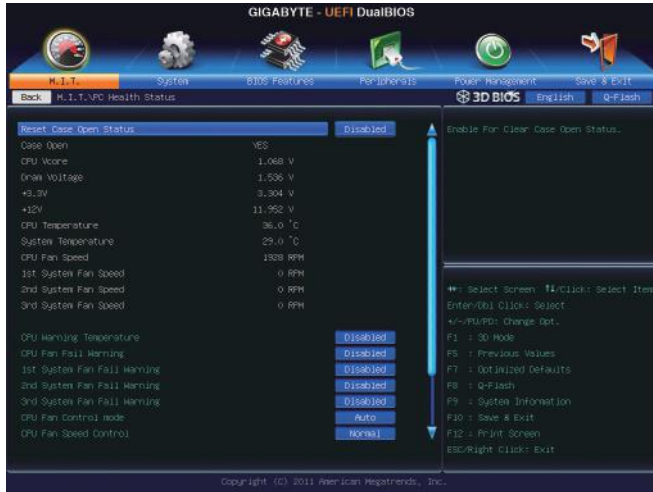 GIGABYTE - UEFI DualBIOS
M.I.T. System BIOS Features Peripherals Power Management Save & Exit
Back M.I.T.\PC Health Status 3D BIOS English Q-Flash
Reset Case Open Status Disabled
Case Open YES
CPU Vcore 1.068 V
Dram Voltage 1.536 V
+3.3V 3.304 V
+12V 11.952 V
CPU Temperature 36.0 °C
System Temperature 29.0 °C
CPU Fan Speed 1928 RPM
1st System Fan Speed 0 RPM
2nd System Fan Speed 0 RPM
3rd System Fan Speed 0 RPM
CPU Warning Temperature Disabled
CPU Fan Fail Warning Disabled
1st System Fan Fail Warning Disabled
2nd System Fan Fail Warning Disabled
3rd System Fan Fail Warning Disabled
CPU Fan Control mode Auto
CPU Fan Speed Control Normal
Enable For Clear Case Open Status.
↔: Select Screen ↑↓/Click: Select Item
Enter/Dbl Click: Select
+/-/PU/PD: Change Opt.
F1 : 3D Mode
F5 : Previous Values
F7 : Optimized Defaults
F8 : Q-Flash
F9 : System Information
F10 : Save & Exit
F12 : Print Screen
ESC/Right Click: Exit
Copyright (C) 2011 American Megatrends, Inc.